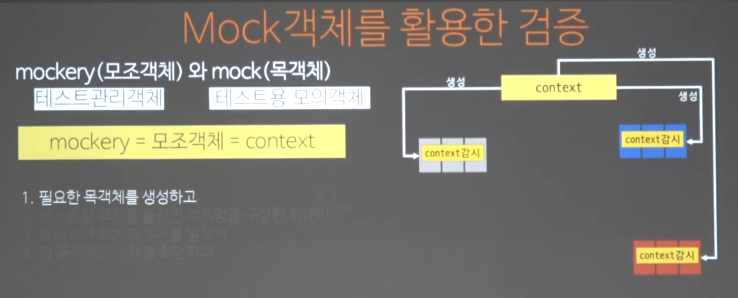 Mock객체를 활용한 검증
mockery(모조객체) 와 mock(목객체)
테스트관리객체
테스트용 모의객체
mockery = 모조객체 = context
1. 필요한 목객체를 생성하고
생성
생성
context
생성
context감시
context감시
context감시